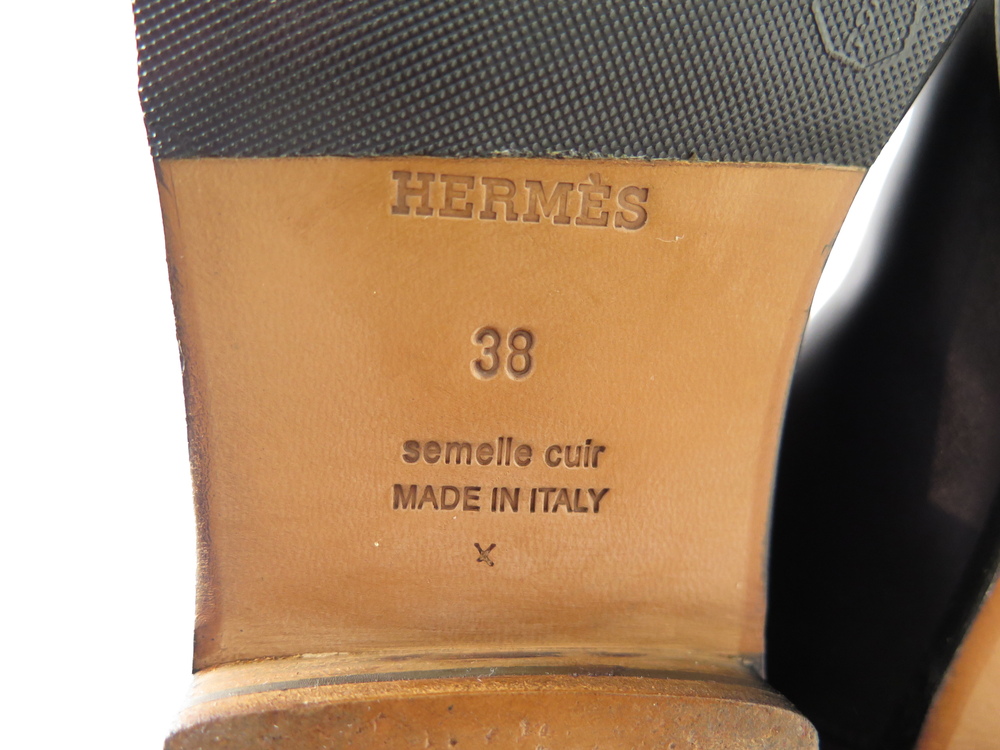 HERMÈS
38
semelle cuir
MADE IN ITALY
X